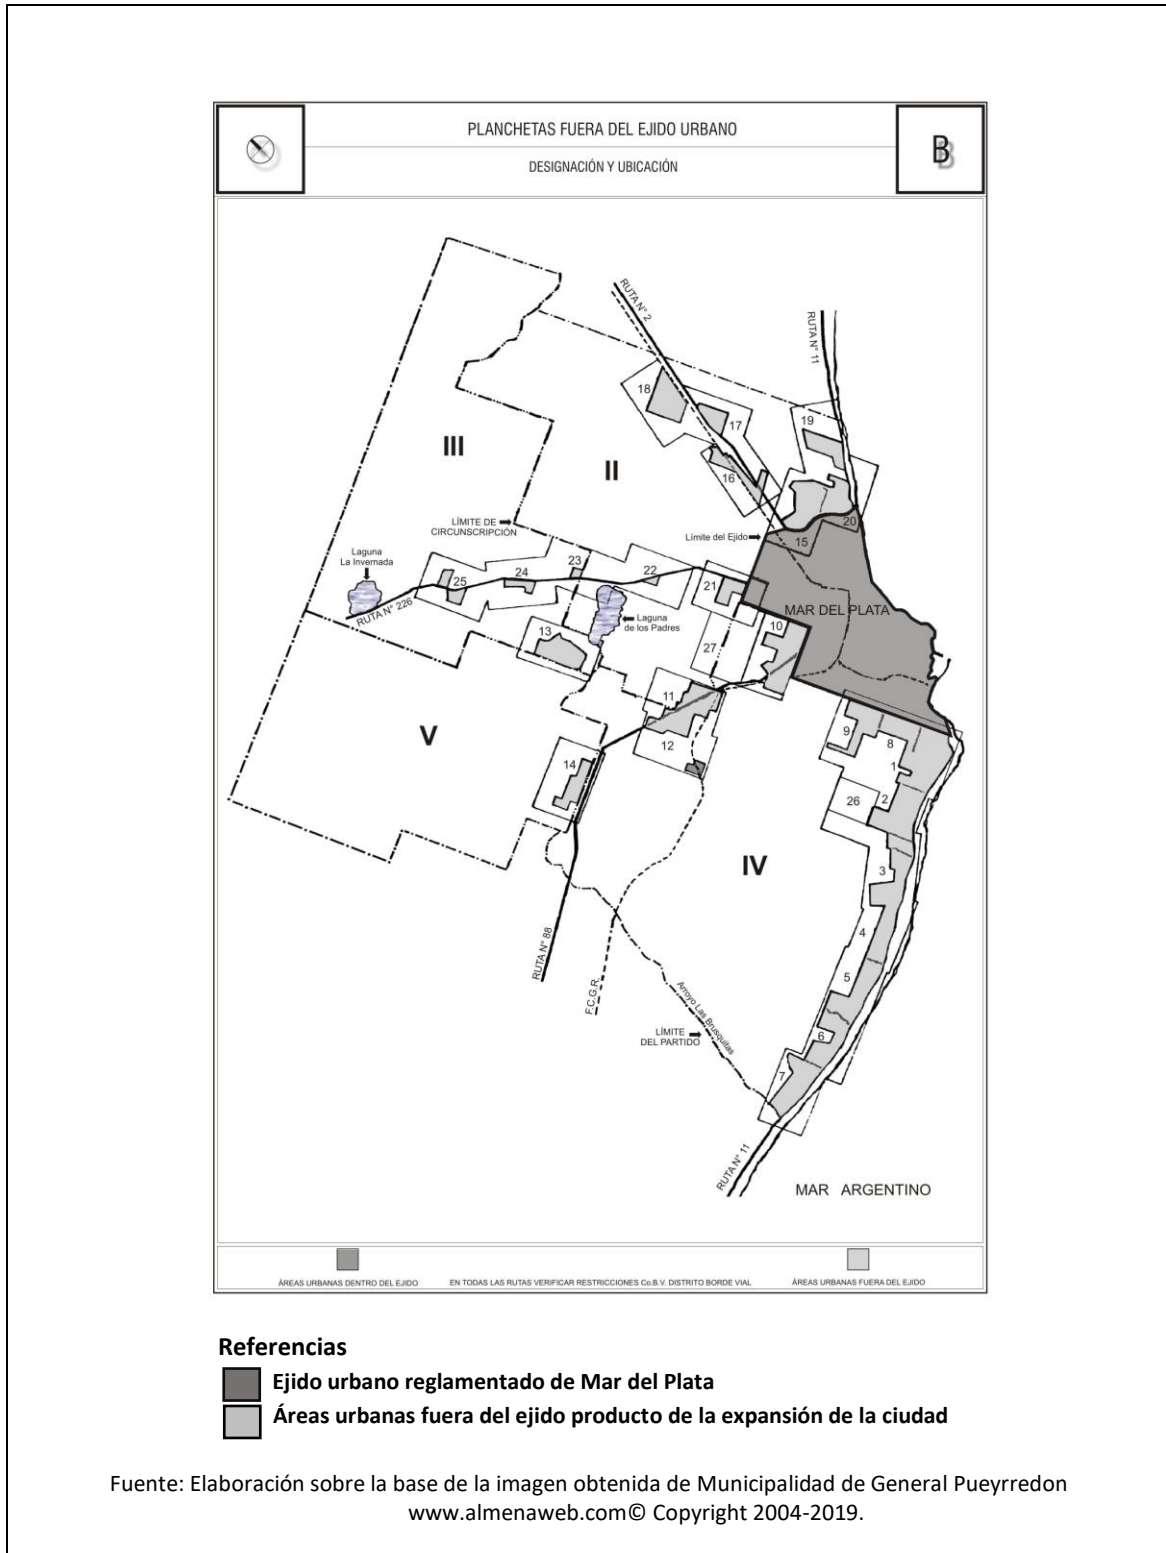 PLANCHETAS FUERA DEL EJIDO URBANO
DESIGNACIÓN Y UBICACIÓN
B
RUTA N° 2
RUTA N° 11
18
17
19
16
III
II
LÍMITE DE
CIRCUNSCRIPCIÓN
Límite del Ejido
20
15
Laguna
La Invernada
25
24
23
22
21
RUTA N° 226
MAR DEL PLATA
Laguna
de los Padres
10
13
27
11
V
12
9
8
14
1
26
2
IV
3
4
RUTA N° 88
F.C.G.R.
5
Arroyo Las Brusquitas
LÍMITE
DEL PARTIDO
6
7
RUTA N° 11
MAR ARGENTINO
ÁREAS URBANAS DENTRO DEL EJIDO
EN TODAS LAS RUTAS VERIFICAR RESTRICCIONES Co.B.V. DISTRITO BORDE VIAL
ÁREAS URBANAS FUERA DEL EJIDO
Referencias
Ejido urbano reglamentado de Mar del Plata
Áreas urbanas fuera del ejido producto de la expansión de la ciudad
Fuente: Elaboración sobre la base de la imagen obtenida de Municipalidad de General Pueyrredon
www.almenaweb.com© Copyright 2004-2019.